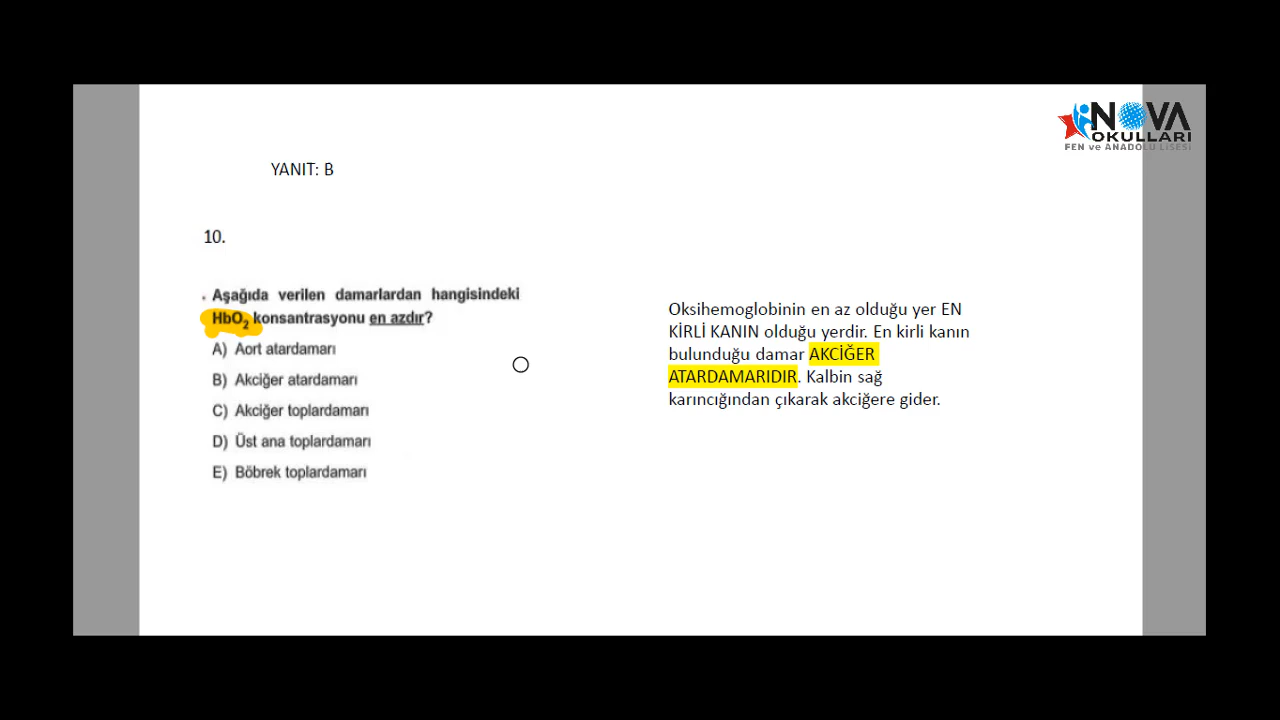 NOVA
OKULLARI
FEN ve ANADOLU LİSESİ
YANIT: B
10.
Aşağıda verilen damarlardan hangisindeki
HbO₂ konsantrasyonu en azdır?
A) Aort atardamarı
B) Akciğer atardamarı
C) Akciğer toplardamarı
D) Üst ana toplardamarı
E) Böbrek toplardamarı
Oksihemoglobinin en az olduğu yer EN
KİRLİ KANIN olduğu yerdir. En kirli kanın
bulunduğu damar AKCİĞER
ATARDAMARIDIR. Kalbin sağ
karıncığından çıkarak akciğere gider.